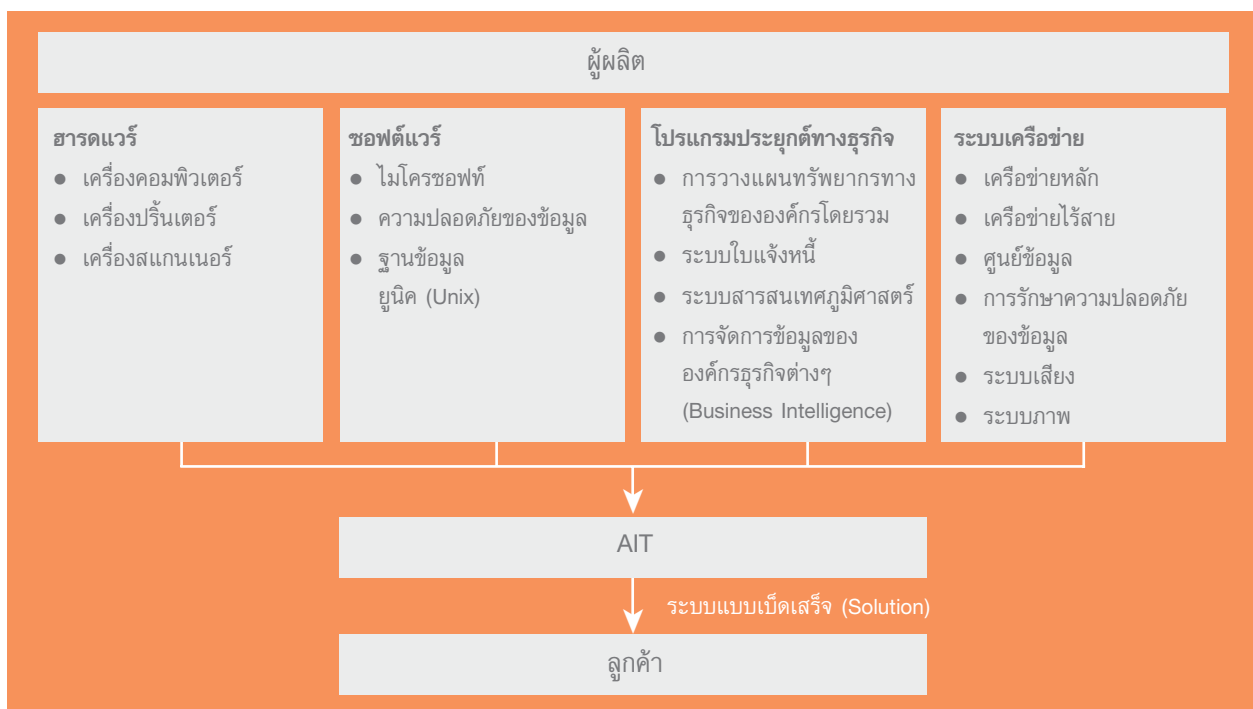 ผู้ผลิต
ฮารดแวร์
● เครื่องคอมพิวเตอร์
● เครื่องปริ้นเตอร์
● เครื่องสแกนเนอร์
ซอฟต์แวร์
● ไมโครซอฟท์
● ความปลอดภัยของข้อมูล
● ฐานข้อมูล
ยูนิค (Unix)
โปรแกรมประยุกต์ทางธุรกิจ
● การวางแผนทรัพยากรทาง
ธุรกิจขององค์กรโดยรวม
● ระบบใบแจ้งหนี้
● ระบบสารสนเทศภูมิศาสตร์
● การจัดการข้อมูลของ
องค์กรธุรกิจต่างๆ
(Business Intelligence)
ระบบเครือข่าย
● เครือข่ายหลัก
● เครือข่ายไร้สาย
● ศูนย์ข้อมูล
● การรักษาความปลอดภัย
ของข้อมูล
● ระบบเสียง
● ระบบภาพ
AIT
ระบบแบบเบ็ดเสร็จ (Solution)
ลูกค้า